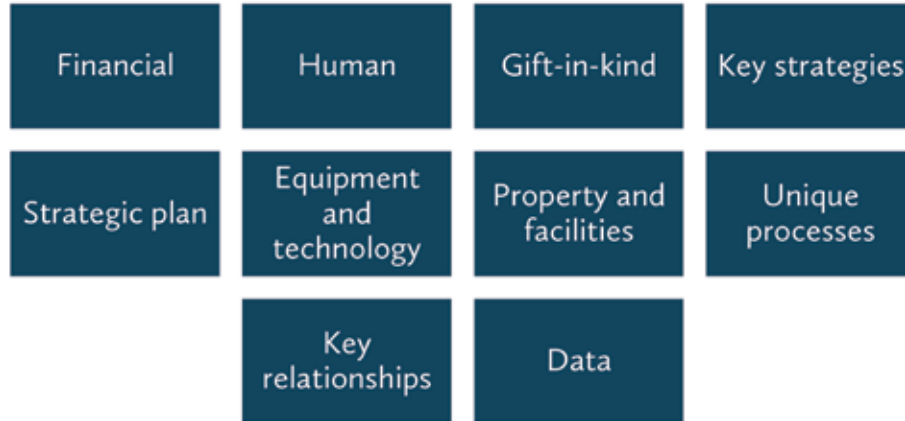 Financial
Human
Gift-in-kind
Key strategies
Strategic plan
Equipment
and
technology
Property and
facilities
Unique
processes
Key
relationships
Data